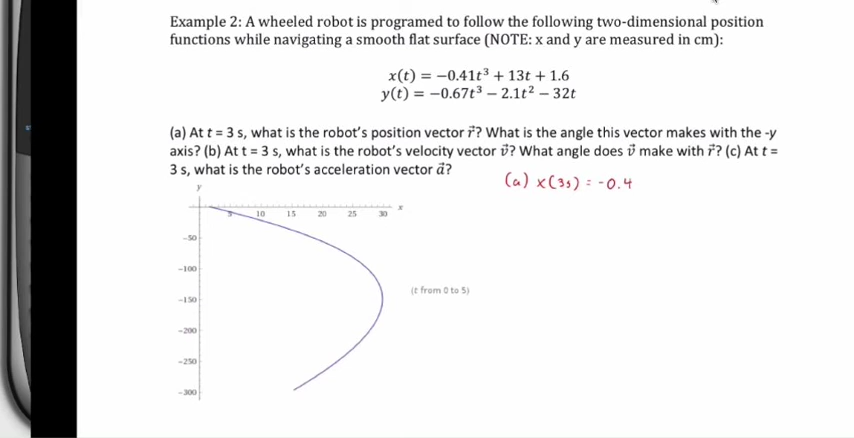 Example 2: A wheeled robot is programed to follow the following two-dimensional position
functions while navigating a smooth flat surface (NOTE: x and y are measured in cm):
x(t) = −0.41t³ + 13t + 1.6
y(t) = −0.67t³ − 2.1t² − 32t
(a) At t = 3 s, what is the robot's position vector r⃗? What is the angle this vector makes with the -y
axis? (b) At t = 3 s, what is the robot's velocity vector v⃗? What angle does v⃗ make with r⃗? (c) At t =
3 s, what is the robot's acceleration vector a⃗?
(a) x(3s) = -0.4
y
x
5 10 15 20 25 30
-50
-100
(t from 0 to 5)
-150
-200
-250
-300